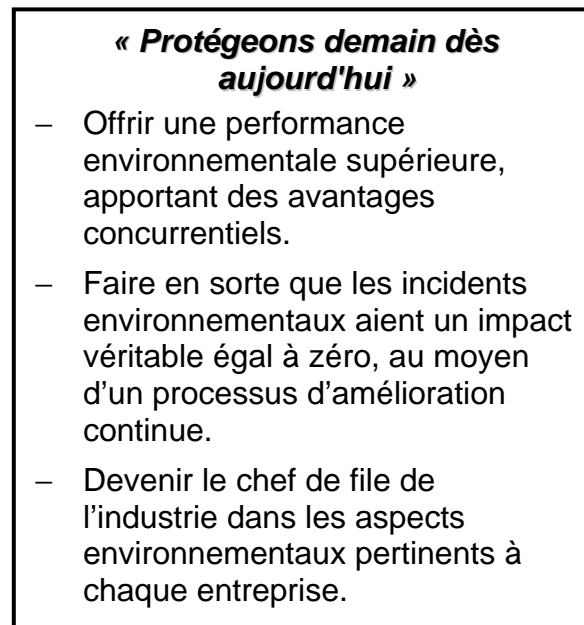 « Protégeons demain dès
aujourd'hui »
– Offrir une performance
environnementale supérieure,
apportant des avantages
concurrentiels.
– Faire en sorte que les incidents
environnementaux aient un impact
véritable égal à zéro, au moyen
d’un processus d’amélioration
continue.
– Devenir le chef de file de
l’industrie dans les aspects
environnementaux pertinents à
chaque entreprise.